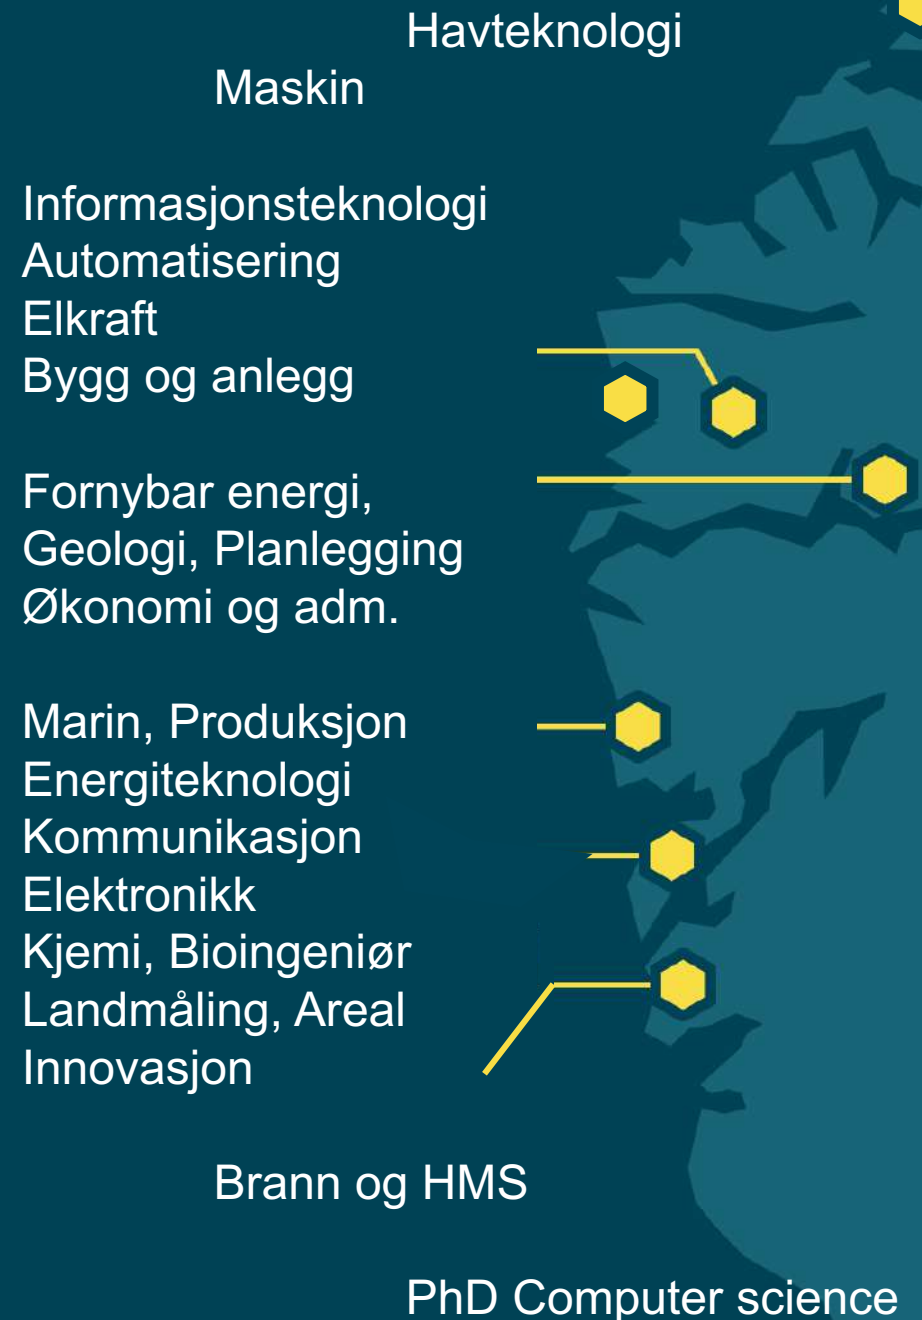 Havteknologi
Maskin
Informasjonsteknologi
Automatisering
Elkraft
Bygg og anlegg
Fornybar energi,
Geologi, Planlegging
Økonomi og adm.
Marin, Produksjon
Energiteknologi
Kommunikasjon
Elektronikk
Kjemi, Bioingeniør
Landmåling, Areal
Innovasjon
Brann og HMS
PhD Computer science